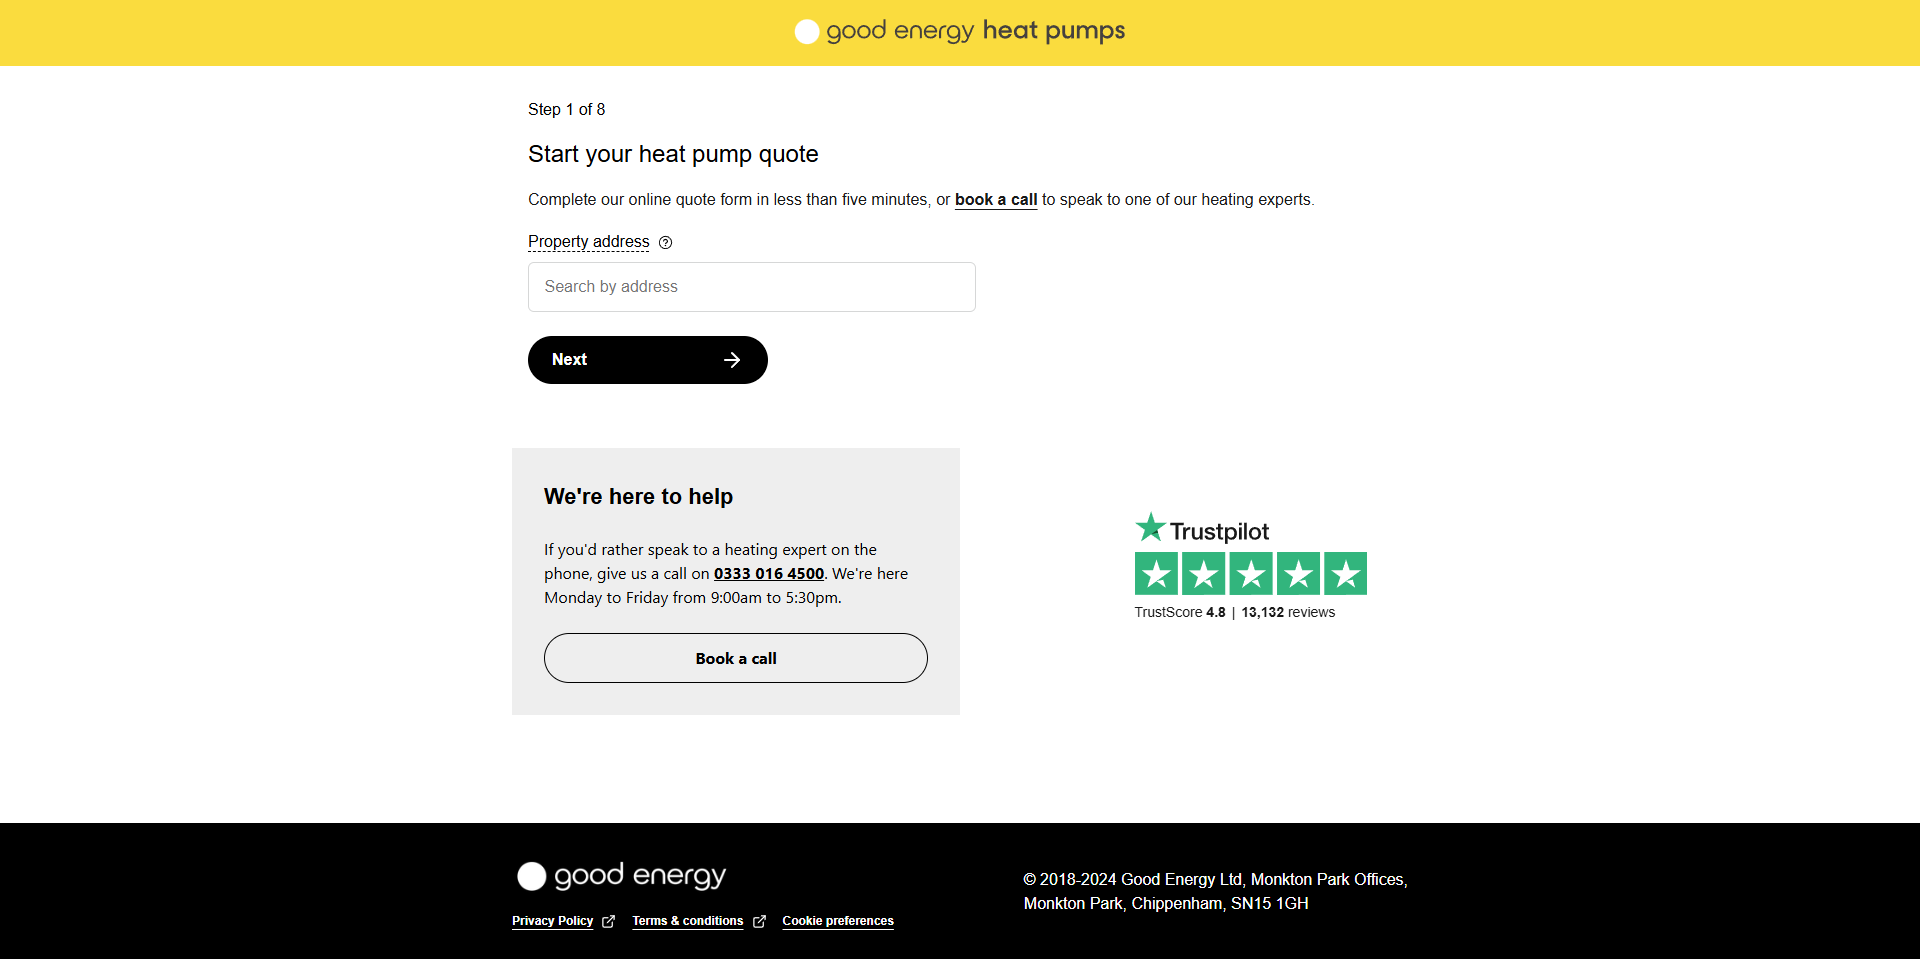 good energy heat pumps
Step 1 of 8
Start your heat pump quote
Complete our online quote form in less than five minutes, or book a call to speak to one of our heating experts.
Property address
Search by address
Next
We're here to help
If you'd rather speak to a heating expert on the
phone, give us a call on 0333 016 4500. We're here
Monday to Friday from 9:00am to 5:30pm.
Book a call
Trustpilot
TrustScore 4.8 | 13,132 reviews
good energy
Privacy Policy Terms & conditions Cookie preferences
© 2018-2024 Good Energy Ltd, Monkton Park Offices,
Monkton Park, Chippenham, SN15 1GH